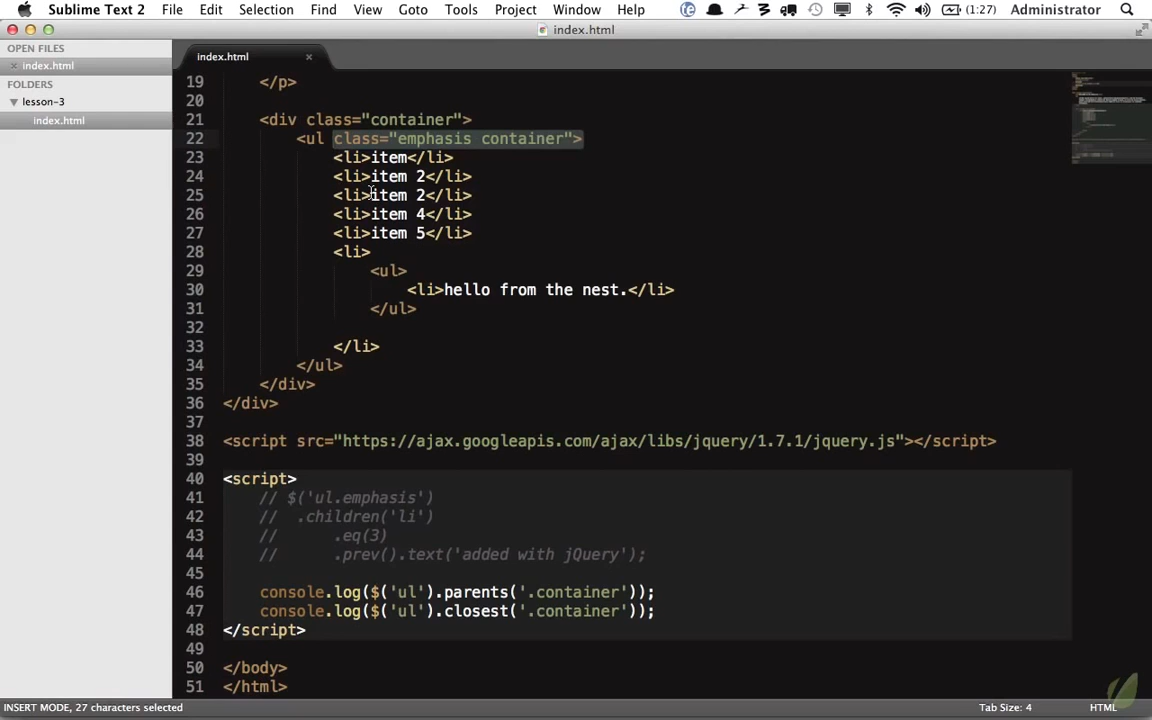 Sublime Text 2 File Edit Selection Find View Goto Tools Project Window Help (1:27) Administrator
index.html
OPEN FILES
index.html
FOLDERS
lesson-3
index.html
index.html
19 </p>
20
21 <div class="container">
22 <ul class="emphasis container">
23 <li>item</li>
24 <li>item 2</li>
25 <li>item 2</li>
26 <li>item 4</li>
27 <li>item 5</li>
28 <li>
29 <ul>
30 <li>hello from the nest.</li>
31 </ul>
32
33 </li>
34 </ul>
35 </div>
36 </div>
37
38 <script src="https://ajax.googleapis.com/ajax/libs/jquery/1.7.1/jquery.js"></script>
39
40 <script>
41 // $('ul.emphasis')
42 // .children('li')
43 // .eq(3)
44 // .prev().text('added with jQuery');
45
46 console.log($('ul').parents('.container'));
47 console.log($('ul').closest('.container'));
48 </script>
49
50 </body>
51 </html>
INSERT MODE, 27 characters selected Tab Size: 4 HTML